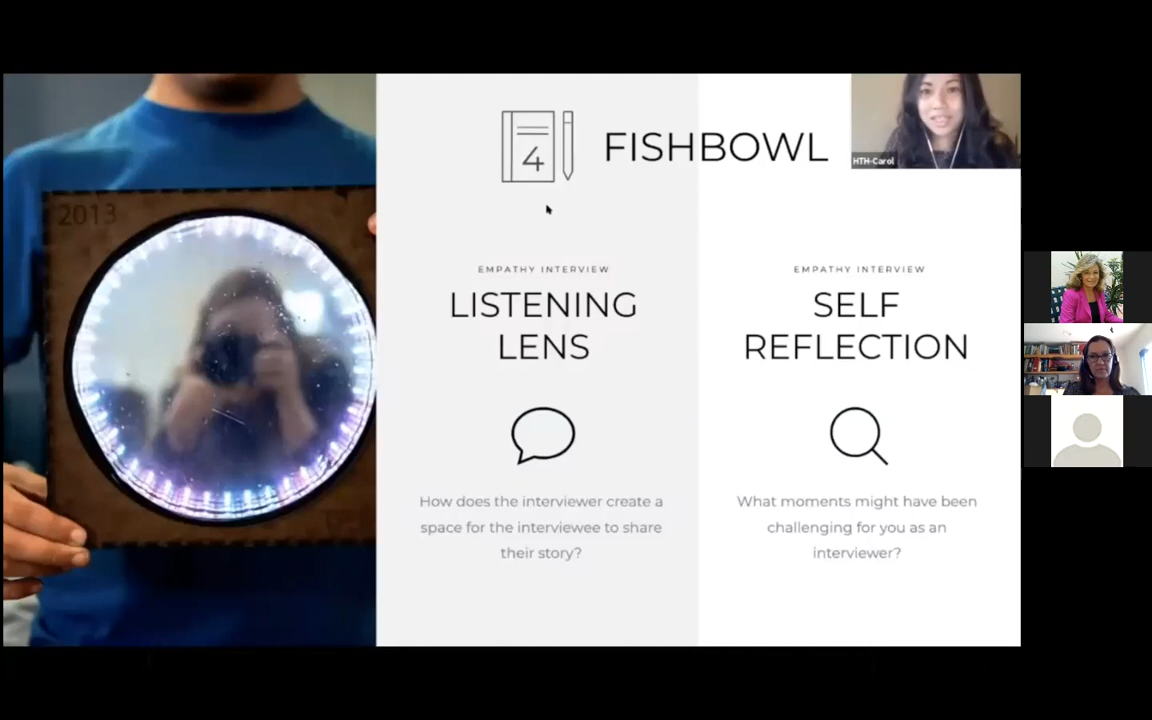 2013
4
FISHBOWL
HTH-Carol
EMPATHY INTERVIEW
LISTENING
LENS
How does the interviewer create a
space for the interviewee to share
their story?
EMPATHY INTERVIEW
SELF
REFLECTION
What moments might have been
challenging for you as an
interviewer?